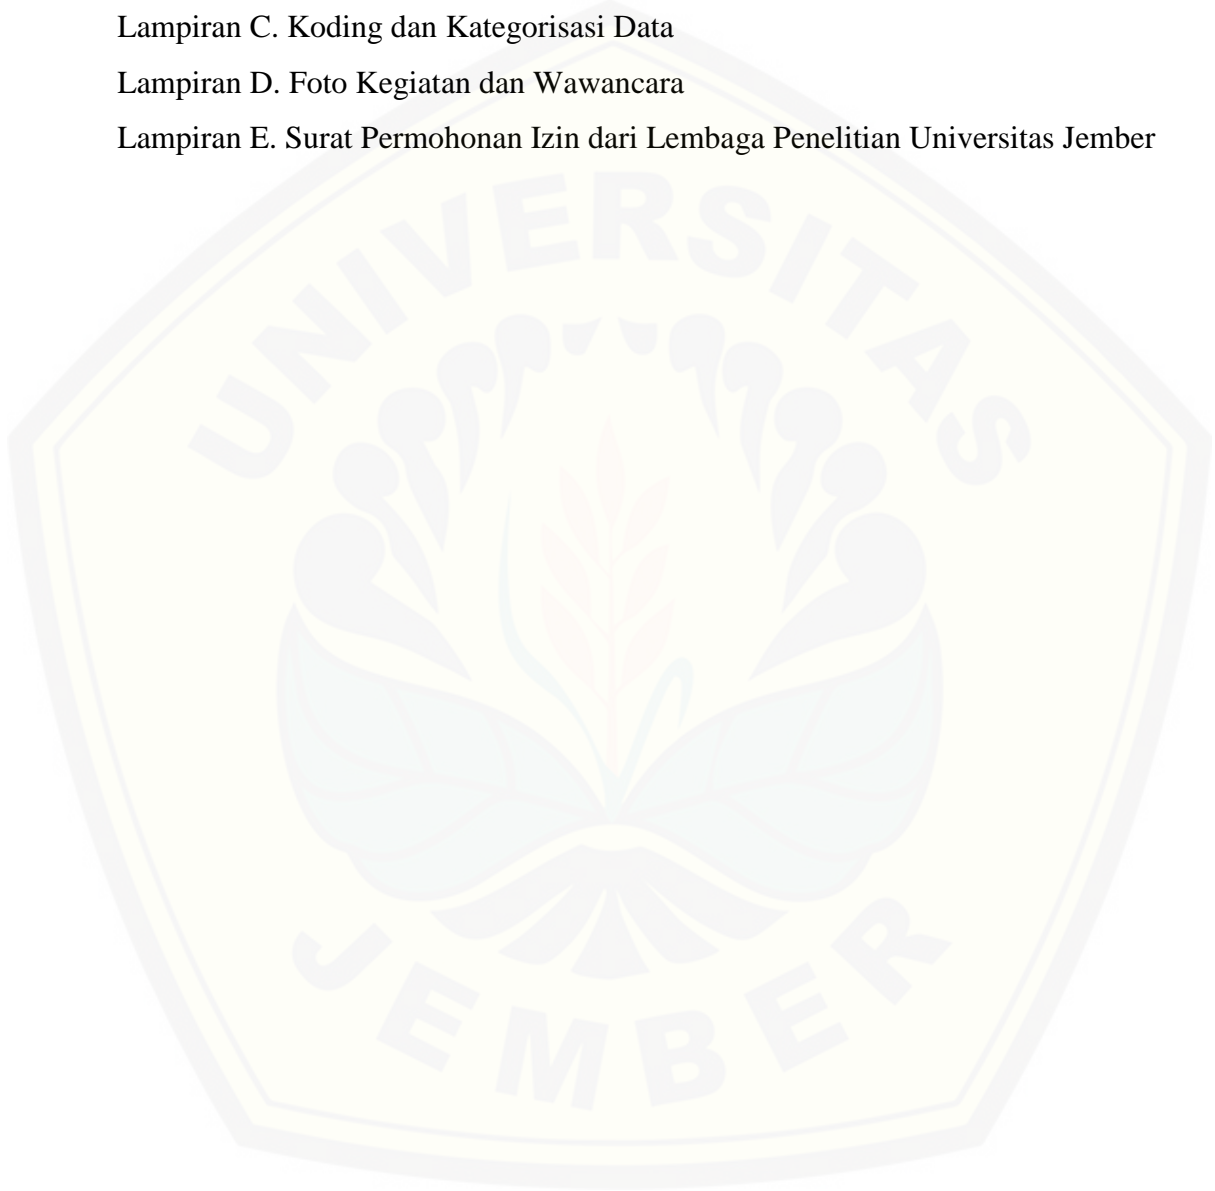 Lampiran C. Koding dan Kategorisasi Data
Lampiran D. Foto Kegiatan dan Wawancara
Lampiran E. Surat Permohonan Izin dari Lembaga Penelitian Universitas Jember
UNIVERSITAS
JEMBER